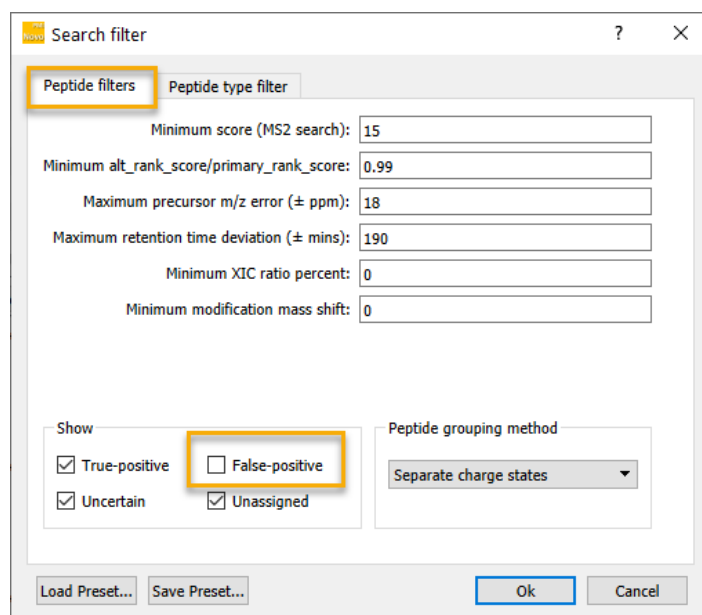 Novo
Search filter
?
Peptide filters
Peptide type filter
Minimum score (MS2 search): 15
Minimum alt_rank_score/primary_rank_score: 0.99
Maximum precursor m/z error (± ppm): 18
Maximum retention time deviation (± mins): 190
Minimum XIC ratio percent: 0
Minimum modification mass shift: 0
Show
True-positive
False-positive
Uncertain
Unassigned
Peptide grouping method
Separate charge states
Load Preset...
Save Preset...
Ok
Cancel